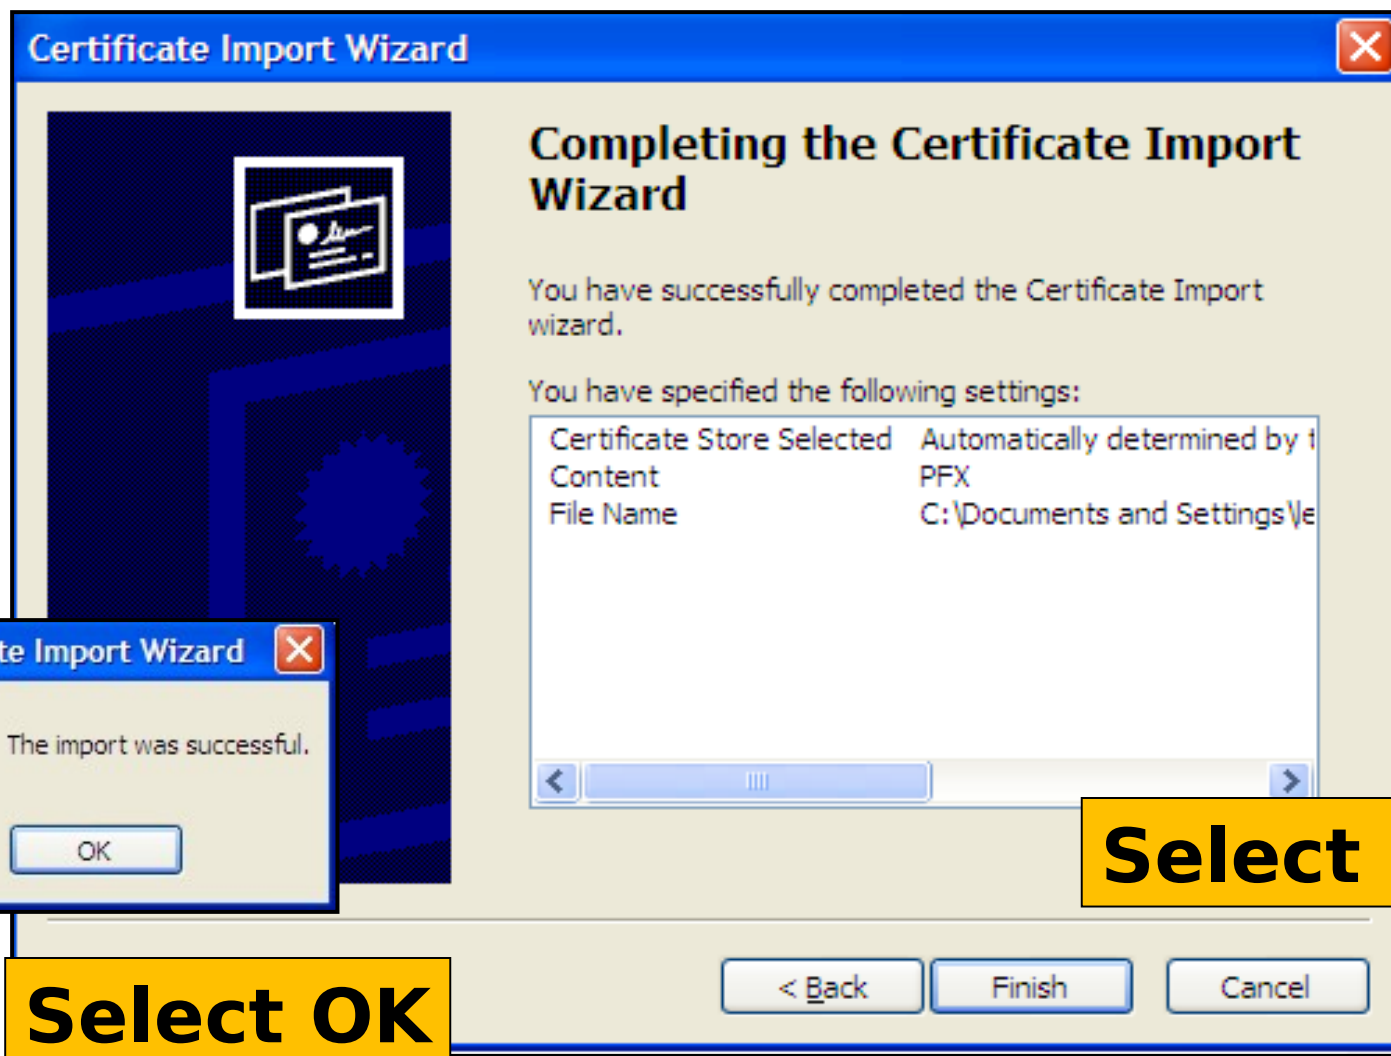 Certificate Import Wizard
Completing the Certificate Import
Wizard
You have successfully completed the Certificate Import
wizard.
You have specified the following settings:
Certificate Store Selected Automatically determined by t
Content PFX
File Name C:\Documents and Settings\le
te Import Wizard
The import was successful.
OK
Select
< Back Finish Cancel
Select OK